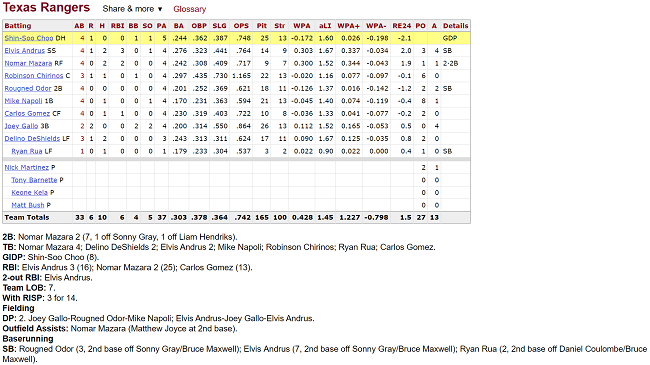 Texas Rangers Share & more ▼ Glossary
Batting AB R H RBI BB SO PA BA OBP SLG OPS Pit Str WPA aLI WPA+ WPA- RE24 PO A Details
Shin-Soo Choo DH 4 1 0 0 1 1 5 .244 .362 .387 .748 25 13 -0.172 1.60 0.026 -0.198 -2.1 GDP
Elvis Andrus SS 4 1 2 3 0 1 4 .276 .323 .441 .764 14 9 0.303 1.67 0.337 -0.034 2.0 3 4 SB
Nomar Mazara RF 4 0 2 2 0 0 4 .242 .308 .409 .717 9 7 0.300 1.52 0.344 -0.043 1.9 1 1 2·2B
Robinson Chirinos C 3 1 1 0 1 0 4 .297 .435 .730 1.165 22 13 -0.020 1.16 0.077 -0.097 -0.1 6 0
Rougned Odor 2B 4 0 0 0 0 0 4 .201 .252 .369 .621 18 11 -0.126 1.37 0.016 -0.142 -1.2 2 2 SB
Mike Napoli 1B 4 0 1 0 0 1 4 .170 .231 .363 .594 21 13 -0.045 1.40 0.074 -0.119 -0.4 8 1
Carlos Gomez CF 4 0 1 1 0 0 4 .230 .319 .403 .722 10 8 -0.036 1.33 0.041 -0.077 -0.2 2 0
Joey Gallo 3B 2 2 0 0 2 2 4 .200 .314 .550 .864 26 13 0.112 1.52 0.165 -0.053 0.5 0 4
Delino DeShields LF 3 1 2 0 0 0 3 .243 .313 .311 .624 17 11 0.090 1.67 0.125 -0.035 0.8 2 0
Ryan Rua LF 1 0 1 0 0 0 1 .179 .233 .304 .537 3 2 0.022 0.90 0.022 0.000 0.4 1 0 SB
Nick Martinez P 2 1
Tony Barnette P 0 0
Keone Kela P 0 0
Matt Bush P 0 0
Team Totals 33 6 10 6 4 5 37 .303 .378 .364 .742 165 100 0.428 1.45 1.227 -0.798 1.5 27 13
2B: Nomar Mazara 2 (7, 1 off Sonny Gray, 1 off Liam Hendriks).
TB: Nomar Mazara 4; Delino DeShields 2; Elvis Andrus 2; Mike Napoli; Robinson Chirinos; Ryan Rua; Carlos Gomez.
GIDP: Shin-Soo Choo (8).
RBI: Elvis Andrus 3 (16); Nomar Mazara 2 (25); Carlos Gomez (13).
2-out RBI: Elvis Andrus.
Team LOB: 7.
With RISP: 3 for 14.
Fielding
DP: 2. Joey Gallo-Rougned Odor-Mike Napoli; Elvis Andrus-Joey Gallo-Elvis Andrus.
Outfield Assists: Nomar Mazara (Matthew Joyce at 2nd base).
Baserunning
SB: Rougned Odor (3, 2nd base off Sonny Gray/Bruce Maxwell); Elvis Andrus (7, 2nd base off Sonny Gray/Bruce Maxwell); Ryan Rua (2, 2nd base off Daniel Coulombe/Bruce
Maxwell).